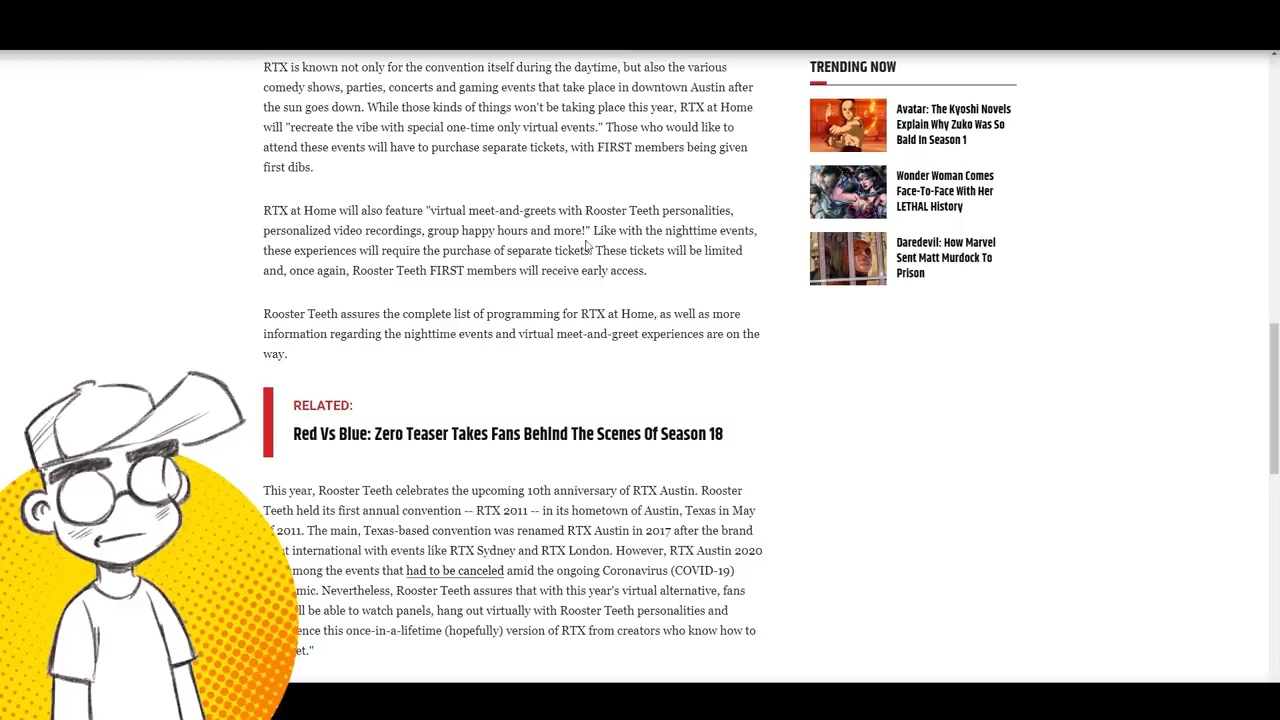 RTX is known not only for the convention itself during the daytime, but also the various
comedy shows, parties, concerts and gaming events that take place in downtown Austin after
the sun goes down. While those kinds of things won't be taking place this year, RTX at Home
will "recreate the vibe with special one-time only virtual events." Those who would like to
attend these events will have to purchase separate tickets, with FIRST members being given
first dibs.
RTX at Home will also feature "virtual meet-and-greets with Rooster Teeth personalities,
personalized video recordings, group happy hours and more!" Like with the nighttime events,
these experiences will require the purchase of separate tickets. These tickets will be limited
and, once again, Rooster Teeth FIRST members will receive early access.
Rooster Teeth assures the complete list of programming for RTX at Home, as well as more
information regarding the nighttime events and virtual meet-and-greet experiences are on the
way.
RELATED:
Red Vs Blue: Zero Teaser Takes Fans BehInd The Scenes Of Season 18
This year, Rooster Teeth celebrates the upcoming 10th anniversary of RTX Austin. Rooster
Teeth held its first annual convention -- RTX 2011 -- in its hometown of Austin, Texas in May
2011. The main, Texas-based convention was renamed RTX Austin in 2017 after the brand
international with events like RTX Sydney and RTX London. However, RTX Austin 2020
mong the events that had to be canceled amid the ongoing Coronavirus (COVID-19)
mic. Nevertheless, Rooster Teeth assures that with this year's virtual alternative, fans
ll be able to watch panels, hang out virtually with Rooster Teeth personalities and
ence this once-in-a-lifetime (hopefully) version of RTX from creators who know how to
et."
TRENDING NOW
Avatar: The Kyoshi Novels
Explain Why Zuko Was So
Bald In Season 1
Wonder Woman Comes
Face-To-Face With Her
LETHAL History
Daredevil: How Marvel
Sent Matt Murdock To
Prison